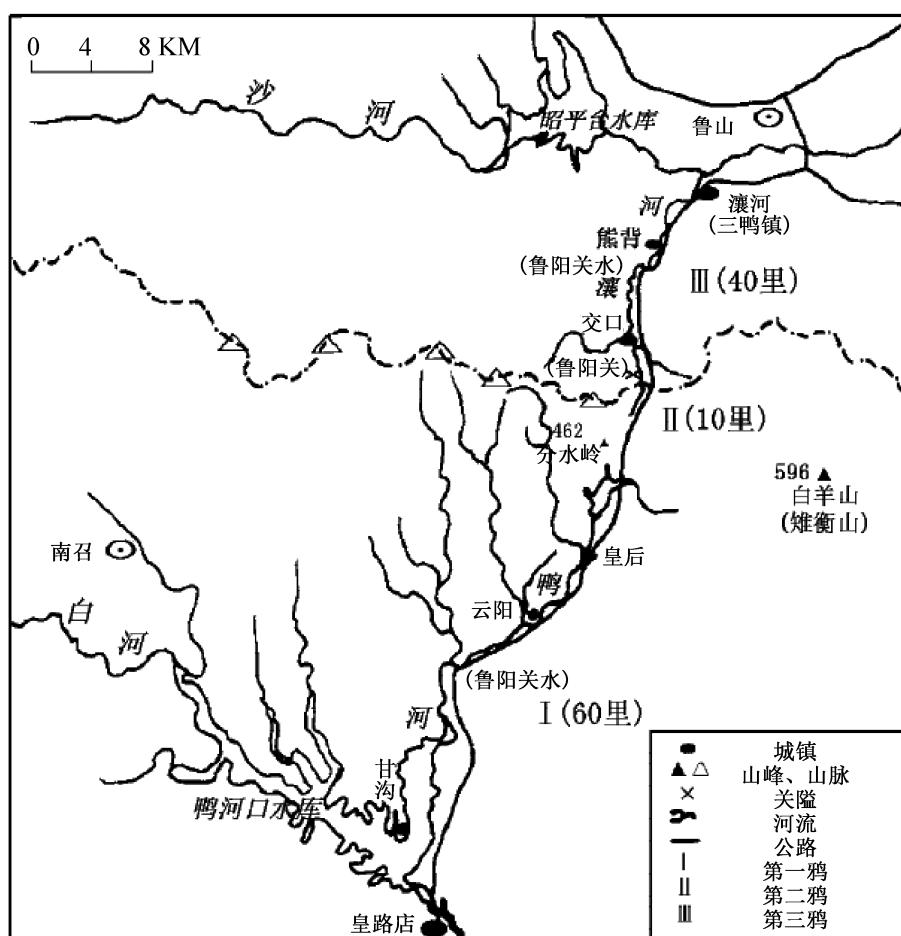 0 4 8 KM
沙
河
昭平台水库
鲁山
河
瀼河
(三鸭镇)
熊背
(鲁阳关水)
瀼
Ⅲ(40里)
交口
(鲁阳关)
Ⅱ(10里)
462
分水岭
596
白羊山
(雉衡山)
南召
皇后
鸭
云阳
白
河
(鲁阳关水)
Ⅰ(60里)
河
甘沟
鸭河口水库
皇路店
城镇
山峰、山脉
关隘
河流
公路
Ⅰ 第一鸦
Ⅱ 第二鸦
Ⅲ 第三鸦